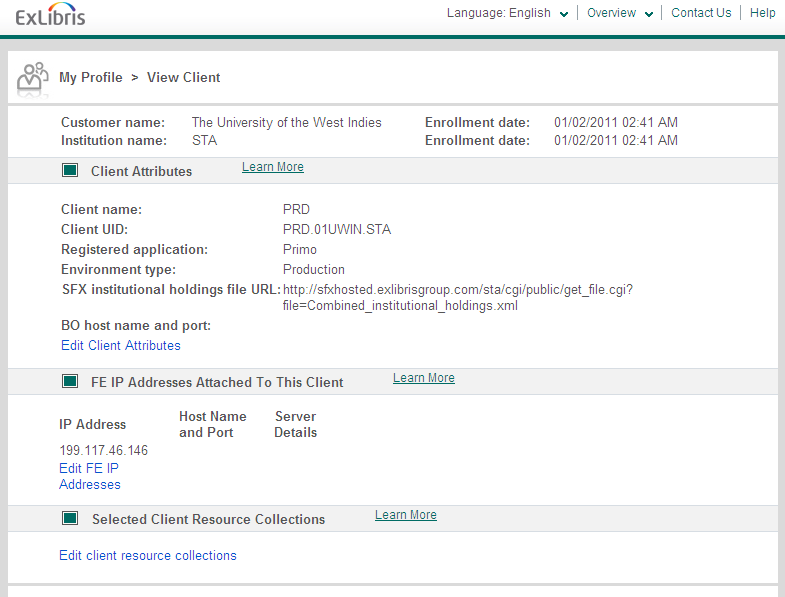 ExLibris
Language: English | Overview | Contact Us | Help
My Profile > View Client
Customer name: The University of the West Indies Enrollment date: 01/02/2011 02:41 AM
Institution name: STA Enrollment date: 01/02/2011 02:41 AM
Client Attributes Learn More
Client name: PRD
Client UID: PRD.01UWIN.STA
Registered application: Primo
Environment type: Production
SFX institutional holdings file URL: http://sfxhosted.exlibrisgroup.com/sta/cgi/public/get_file.cgi?
file=Combined_institutional_holdings.xml
BO host name and port:
Edit Client Attributes
FE IP Addresses Attached To This Client Learn More
IP Address Host Name and Port Server Details
199.117.46.146
Edit FE IP
Addresses
Selected Client Resource Collections Learn More
Edit client resource collections